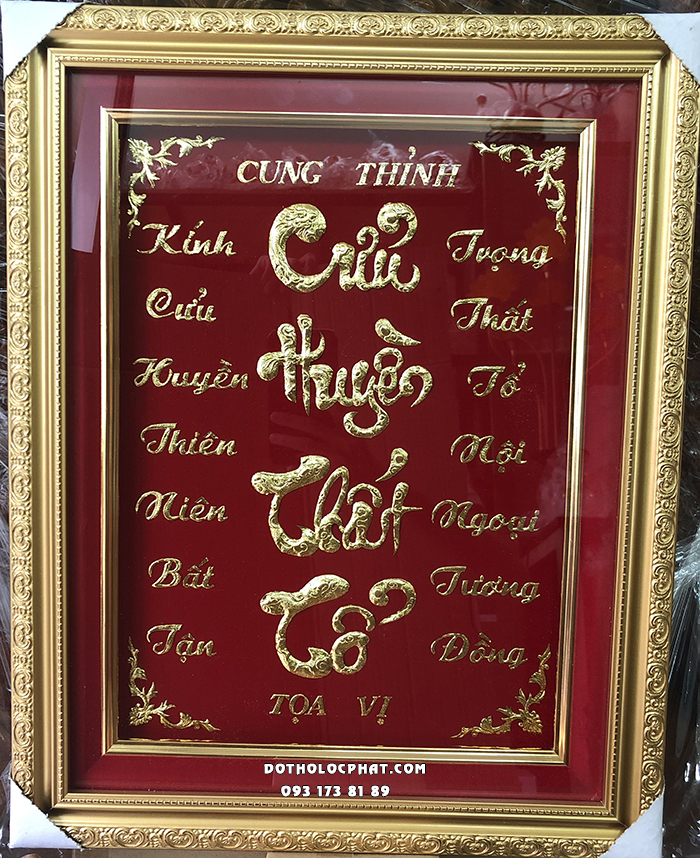 CUNG THỈNH
Kính
Cửu
Huyền
Thiên
Niên
Bất
Tận
Cửu
Huyền
Thất
Tổ
Trọng
Thất
Tổ
Nội
Ngoại
Tương
Đồng
TỌA VỊ
DOTHOLOCPHAT.COM
093 173 81 89